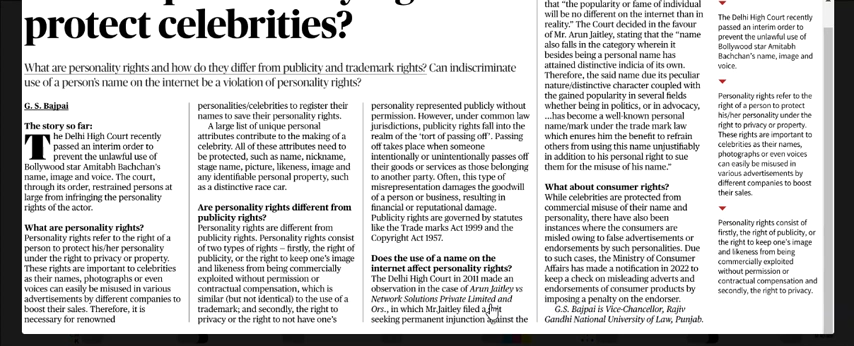 protect celebrities?
What are personality rights and how do they differ from publicity and trademark rights? Can indiscriminate
use of a person's name on the internet be a violation of personality rights?
G. S. Bajpai
The story so far:
The Delhi High Court recently
passed an interim order to
prevent the unlawful use of
Bollywood star Amitabh Bachchan's
name, image and voice. The court,
through its order, restrained persons at
large from infringing the personality
rights of the actor.
What are personality rights?
Personality rights refer to the right of a
person to protect his/her personality
under the right to privacy or property.
These rights are important to celebrities
as their names, photographs or even
voices can easily be misused in various
advertisements by different companies to
boost their sales. Therefore, it is
necessary for renowned
personalities/celebrities to register their
names to save their personality rights.
A large list of unique personal
attributes contribute to the making of a
celebrity. All of these attributes need to
be protected, such as name, nickname,
stage name, picture, likeness, image and
any identifiable personal property, such
as a distinctive race car.
Are personality rights different from
publicity rights?
Personality rights are different from
publicity rights. Personality rights consist
of two types of rights – firstly, the right of
publicity, or the right to keep one's image
and likeness from being commercially
exploited without permission or
contractual compensation, which is
similar (but not identical) to the use of a
trademark; and secondly, the right to
privacy or the right to not have one's
personality represented publicly without
permission. However, under common law
jurisdictions, publicity rights fall into the
realm of the 'tort of passing off'. Passing
off takes place when someone
intentionally or unintentionally passes off
their goods or services as those belonging
to another party. Often, this type of
misrepresentation damages the goodwill
of a person or business, resulting in
financial or reputational damage.
Publicity rights are governed by statutes
like the Trade marks Act 1999 and the
Copyright Act 1957.
Does the use of a name on the
internet affect personality rights?
The Delhi High Court in 2011 made an
observation in the case of Arun Jaitley vs
Network Solutions Private Limited and
Ors., in which Mr.Jaitley filed a
seeking permanent injunction against the
that "the popularity or fame of individual
will be no different on the internet than in
reality." The Court decided in the favour
of Mr. Arun Jaitley, stating that the "name
also falls in the category wherein it
besides being a personal name has
attained distinctive indicia of its own.
Therefore, the said name due its peculiar
nature/distinctive character coupled with
the gained popularity in several fields
whether being in politics, or in advocacy,
...has become a well-known personal
name/mark under the trade mark law
which ensures him the benefit to refrain
others from using this name unjustifiably
in addition to his personal right to sue
them for the misuse of his name."
What about consumer rights?
While celebrities are protected from
commercial misuse of their name and
personality, there have also been
instances where the consumers are
misled owing to false advertisements or
endorsements by such personalities. Due
to such cases, the Ministry of Consumer
Affairs has made a notification in 2022 to
keep a check on misleading adverts and
endorsements of consumer products by
imposing a penalty on the endorser.
G.S. Bajpai is Vice-Chancellor, Rajiv
Gandhi National University of Law, Punjab.
The Delhi High Court recently
passed an interim order to
prevent the unlawful use of
Bollywood star Amitabh
Bachchan's name, image and
voice.
Personality rights refer to the
right of a person to protect
his/her personality under the
right to privacy or property.
These rights are important to
celebrities as their names,
photographs or even voices
can easily be misused in
various advertisements by
different companies to boost
their sales.
Personality rights consist of
firstly, the right of publicity, or
the right to keep one's image
and likeness from being
commercially exploited
without permission or
contractual compensation and
secondly, the right to privacy.